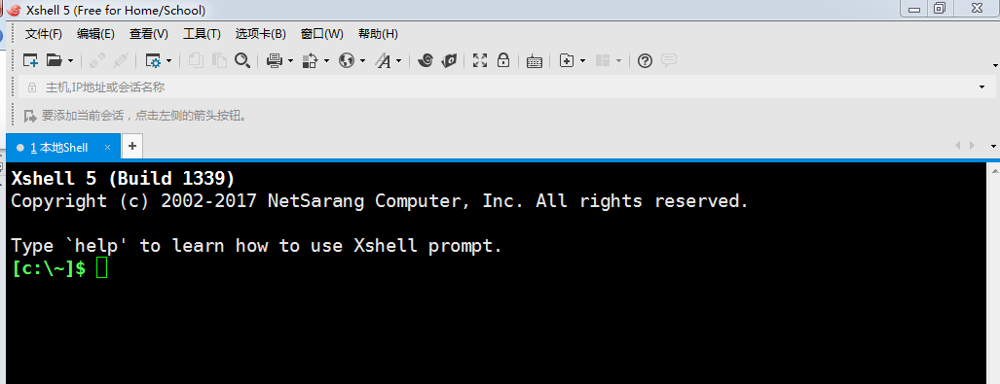 Xshell 5 (Free for Home/School)
文件(F) 编辑(E) 查看(V) 工具(T) 选项卡(B) 窗口(W) 帮助(H)
主机,IP地址或会话名称
要添加当前会话，点击左侧的箭头按钮。
1 本地Shell × +
Xshell 5 (Build 1339)
Copyright (c) 2002-2017 NetSarang Computer, Inc. All rights reserved.
Type `help' to learn how to use Xshell prompt.
[c:\~]$